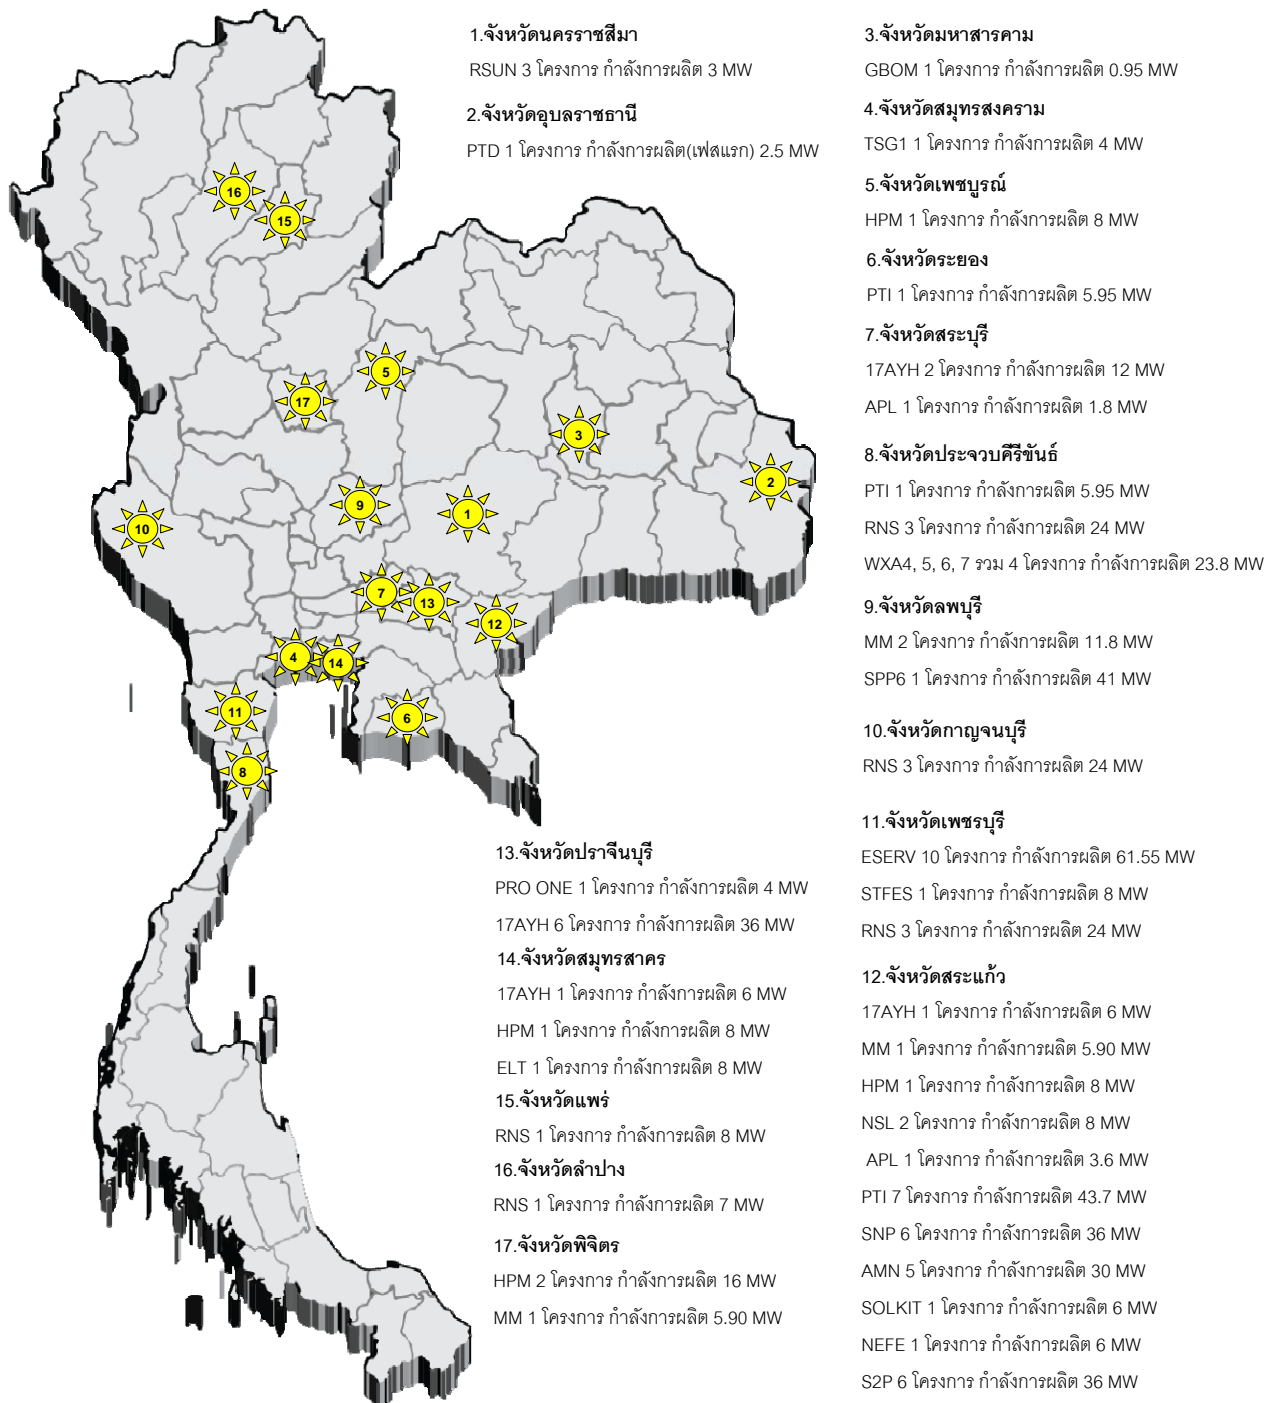 1.จังหวัดนครราชสีมา
RSUN 3 โครงการ กำลังการผลิต 3 MW
2.จังหวัดอุบลราชธานี
PTD 1 โครงการ กำลังการผลิต(เฟสแรก) 2.5 MW
3.จังหวัดมหาสารคาม
GBOM 1 โครงการ กำลังการผลิต 0.95 MW
4.จังหวัดสมุทรสงคราม
TSG1 1 โครงการ กำลังการผลิต 4 MW
5.จังหวัดเพชบูรณ์
HPM 1 โครงการ กำลังการผลิต 8 MW
6.จังหวัดระยอง
PTI 1 โครงการ กำลังการผลิต 5.95 MW
7.จังหวัดสระบุรี
17AYH 2 โครงการ กำลังการผลิต 12 MW
APL 1 โครงการ กำลังการผลิต 1.8 MW
8.จังหวัดประจวบคีรีขันธ์
PTI 1 โครงการ กำลังการผลิต 5.95 MW
RNS 3 โครงการ กำลังการผลิต 24 MW
WXA4, 5, 6, 7 รวม 4 โครงการ กำลังการผลิต 23.8 MW
9.จังหวัดลพบุรี
MM 2 โครงการ กำลังการผลิต 11.8 MW
SPP6 1 โครงการ กำลังการผลิต 41 MW
10.จังหวัดกาญจนบุรี
RNS 3 โครงการ กำลังการผลิต 24 MW
11.จังหวัดเพชรบุรี
ESERV 10 โครงการ กำลังการผลิต 61.55 MW
STFES 1 โครงการ กำลังการผลิต 8 MW
RNS 3 โครงการ กำลังการผลิต 24 MW
12.จังหวัดสระแก้ว
17AYH 1 โครงการ กำลังการผลิต 6 MW
MM 1 โครงการ กำลังการผลิต 5.90 MW
HPM 1 โครงการ กำลังการผลิต 8 MW
NSL 2 โครงการ กำลังการผลิต 8 MW
APL 1 โครงการ กำลังการผลิต 3.6 MW
PTI 7 โครงการ กำลังการผลิต 43.7 MW
SNP 6 โครงการ กำลังการผลิต 36 MW
AMN 5 โครงการ กำลังการผลิต 30 MW
SOLKIT 1 โครงการ กำลังการผลิต 6 MW
NEFE 1 โครงการ กำลังการผลิต 6 MW
S2P 6 โครงการ กำลังการผลิต 36 MW
13.จังหวัดปราจีนบุรี
PRO ONE 1 โครงการ กำลังการผลิต 4 MW
17AYH 6 โครงการ กำลังการผลิต 36 MW
14.จังหวัดสมุทรสาคร
17AYH 1 โครงการ กำลังการผลิต 6 MW
HPM 1 โครงการ กำลังการผลิต 8 MW
ELT 1 โครงการ กำลังการผลิต 8 MW
15.จังหวัดแพร่
RNS 1 โครงการ กำลังการผลิต 8 MW
16.จังหวัดลำปาง
RNS 1 โครงการ กำลังการผลิต 7 MW
17.จังหวัดพิจิตร
HPM 2 โครงการ กำลังการผลิต 16 MW
MM 1 โครงการ กำลังการผลิต 5.90 MW
16
15
5
17
3
2
9
1
10
7
13
12
4
14
11
6
8